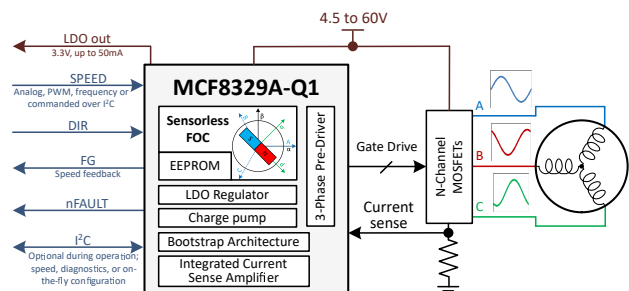 LDO out
3.3V, up to 50mA
SPEED
Analog, PWM, frequency or
commanded over I²C
DIR
FG
Speed feedback
nFAULT
I²C
Optional during operation;
speed, diagnostics, or on-
the-fly configuration
4.5 to 60V
MCF8329A-Q1
Sensorless
FOC
EEPROM
LDO Regulator
Charge pump
Bootstrap Architecture
Integrated Current
Sense Amplifier
3-Phase Pre-Driver
Gate Drive
Current
sense
N-Channel
MOSFETs
A
B
C